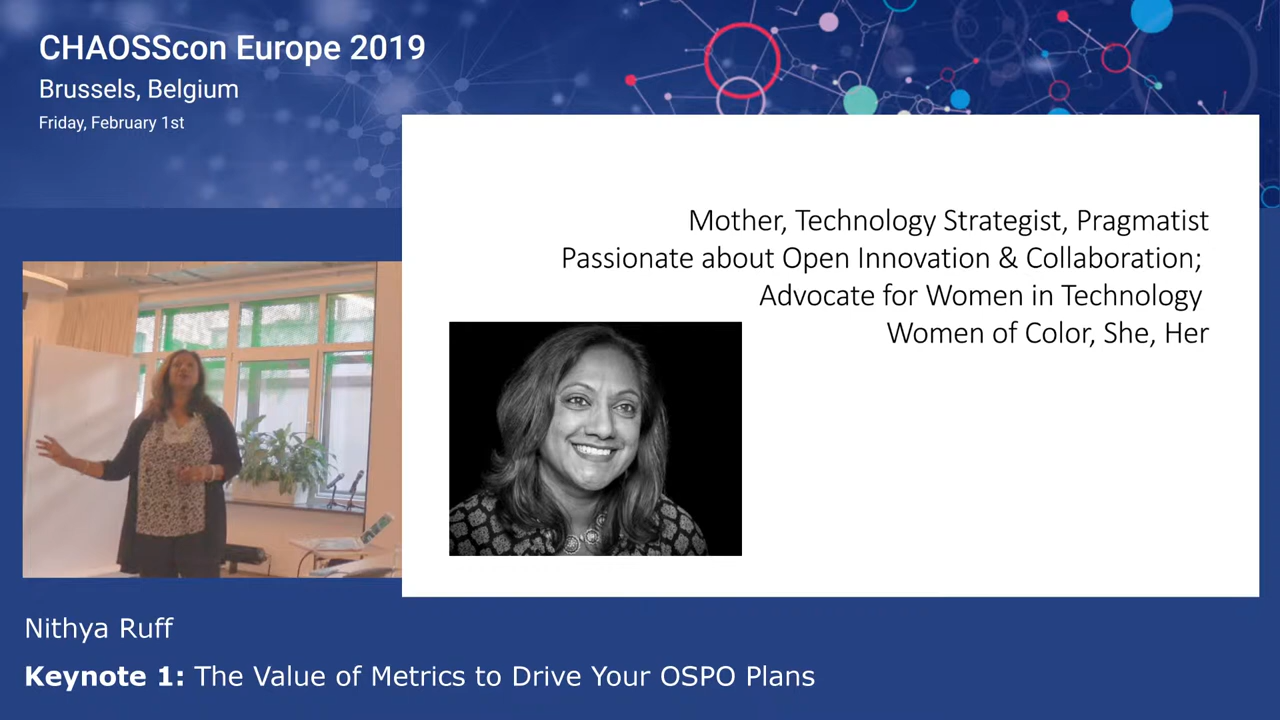 CHAOSScon Europe 2019
Brussels, Belgium
Friday, February 1st
Mother, Technology Strategist, Pragmatist
Passionate about Open Innovation & Collaboration;
Advocate for Women in Technology
Women of Color, She, Her
Nithya Ruff
Keynote 1: The Value of Metrics to Drive Your OSPO Plans